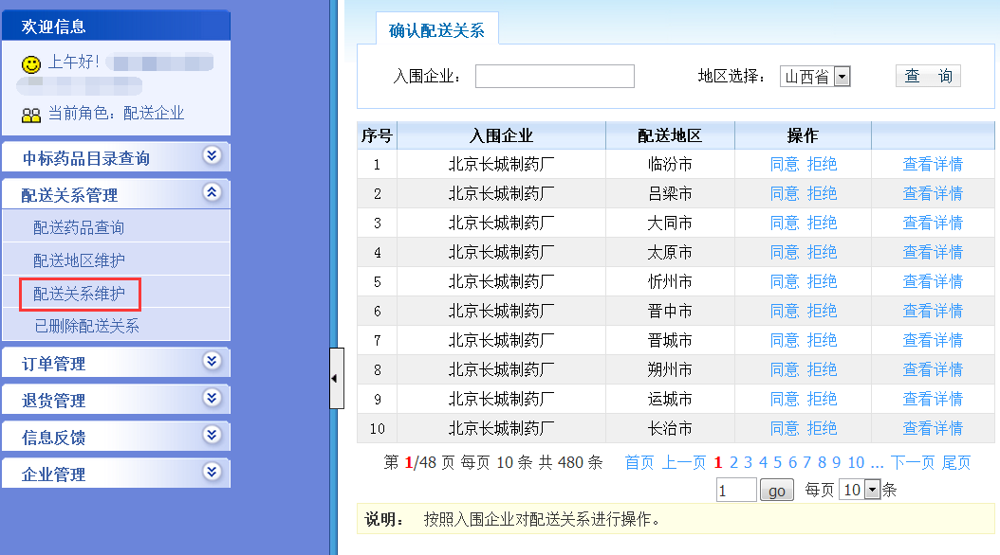 欢迎信息
上午好!
当前角色：配送企业
中标药品目录查询
配送关系管理
配送药品查询
配送地区维护
配送关系维护
已删除配送关系
订单管理
退货管理
信息反馈
企业管理
确认配送关系
入围企业： 地区选择： 山西省 查 询
序号 入围企业 配送地区 操作
1 北京长城制药厂 临汾市 同意 拒绝 查看详情
2 北京长城制药厂 吕梁市 同意 拒绝 查看详情
3 北京长城制药厂 大同市 同意 拒绝 查看详情
4 北京长城制药厂 太原市 同意 拒绝 查看详情
5 北京长城制药厂 忻州市 同意 拒绝 查看详情
6 北京长城制药厂 晋中市 同意 拒绝 查看详情
7 北京长城制药厂 晋城市 同意 拒绝 查看详情
8 北京长城制药厂 朔州市 同意 拒绝 查看详情
9 北京长城制药厂 运城市 同意 拒绝 查看详情
10 北京长城制药厂 长治市 同意 拒绝 查看详情
第 1/48 页 每页 10 条 共 480 条 首页 上一页 1 2 3 4 5 6 7 8 9 10 ... 下一页 尾页
1 go 每页 10 条
说明： 按照入围企业对配送关系进行操作。